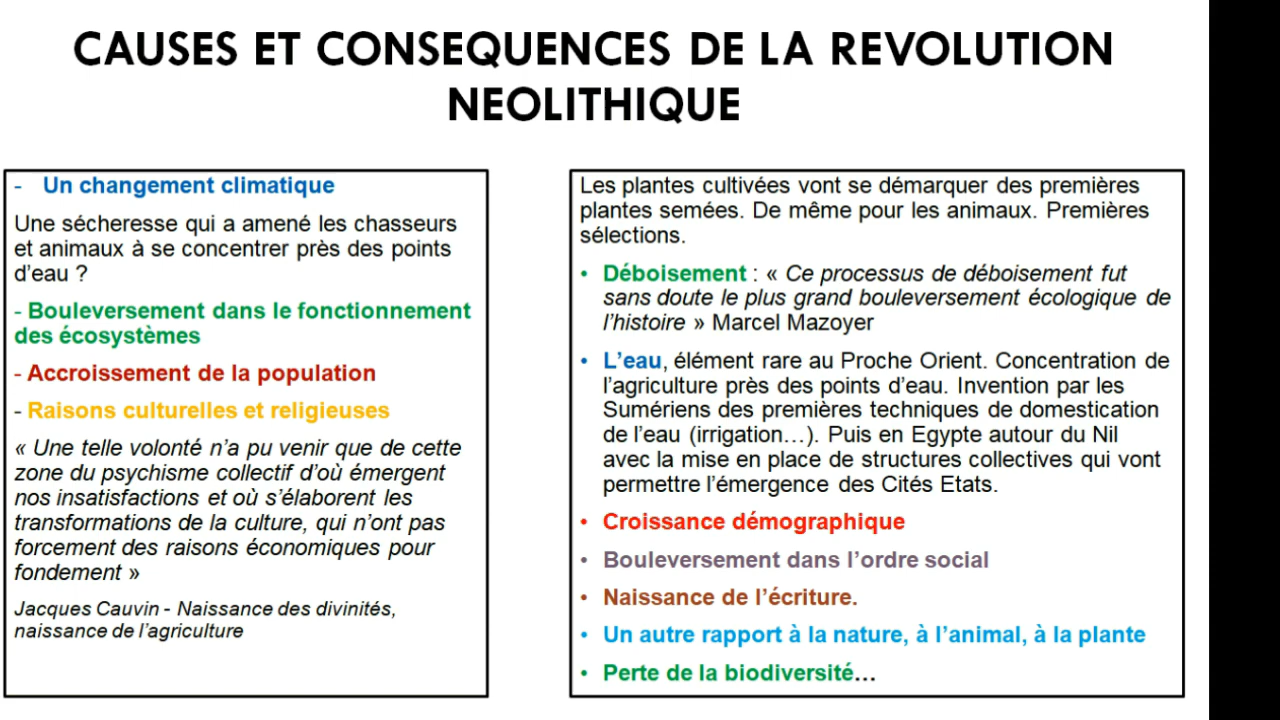 CAUSES ET CONSEQUENCES DE LA REVOLUTION
NEOLITHIQUE
- Un changement climatique
Une sécheresse qui a amené les chasseurs
et animaux à se concentrer près des points
d'eau ?
- Bouleversement dans le fonctionnement
des écosystèmes
- Accroissement de la population
- Raisons culturelles et religieuses
« Une telle volonté n'a pu venir que de cette
zone du psychisme collectif d'où émergent
nos insatisfactions et où s'élaborent les
transformations de la culture, qui n'ont pas
forcement des raisons économiques pour
fondement »
Jacques Cauvin - Naissance des divinités,
naissance de l'agriculture
Les plantes cultivées vont se démarquer des premières
plantes semées. De même pour les animaux. Premières
sélections.
• Déboisement : « Ce processus de déboisement fut
sans doute le plus grand bouleversement écologique de
l'histoire » Marcel Mazoyer
• L'eau, élément rare au Proche Orient. Concentration de
l'agriculture près des points d'eau. Invention par les
Sumériens des premières techniques de domestication
de l'eau (irrigation…). Puis en Egypte autour du Nil
avec la mise en place de structures collectives qui vont
permettre l'émergence des Cités Etats.
• Croissance démographique
• Bouleversement dans l'ordre social
• Naissance de l'écriture.
• Un autre rapport à la nature, à l'animal, à la plante
• Perte de la biodiversité…